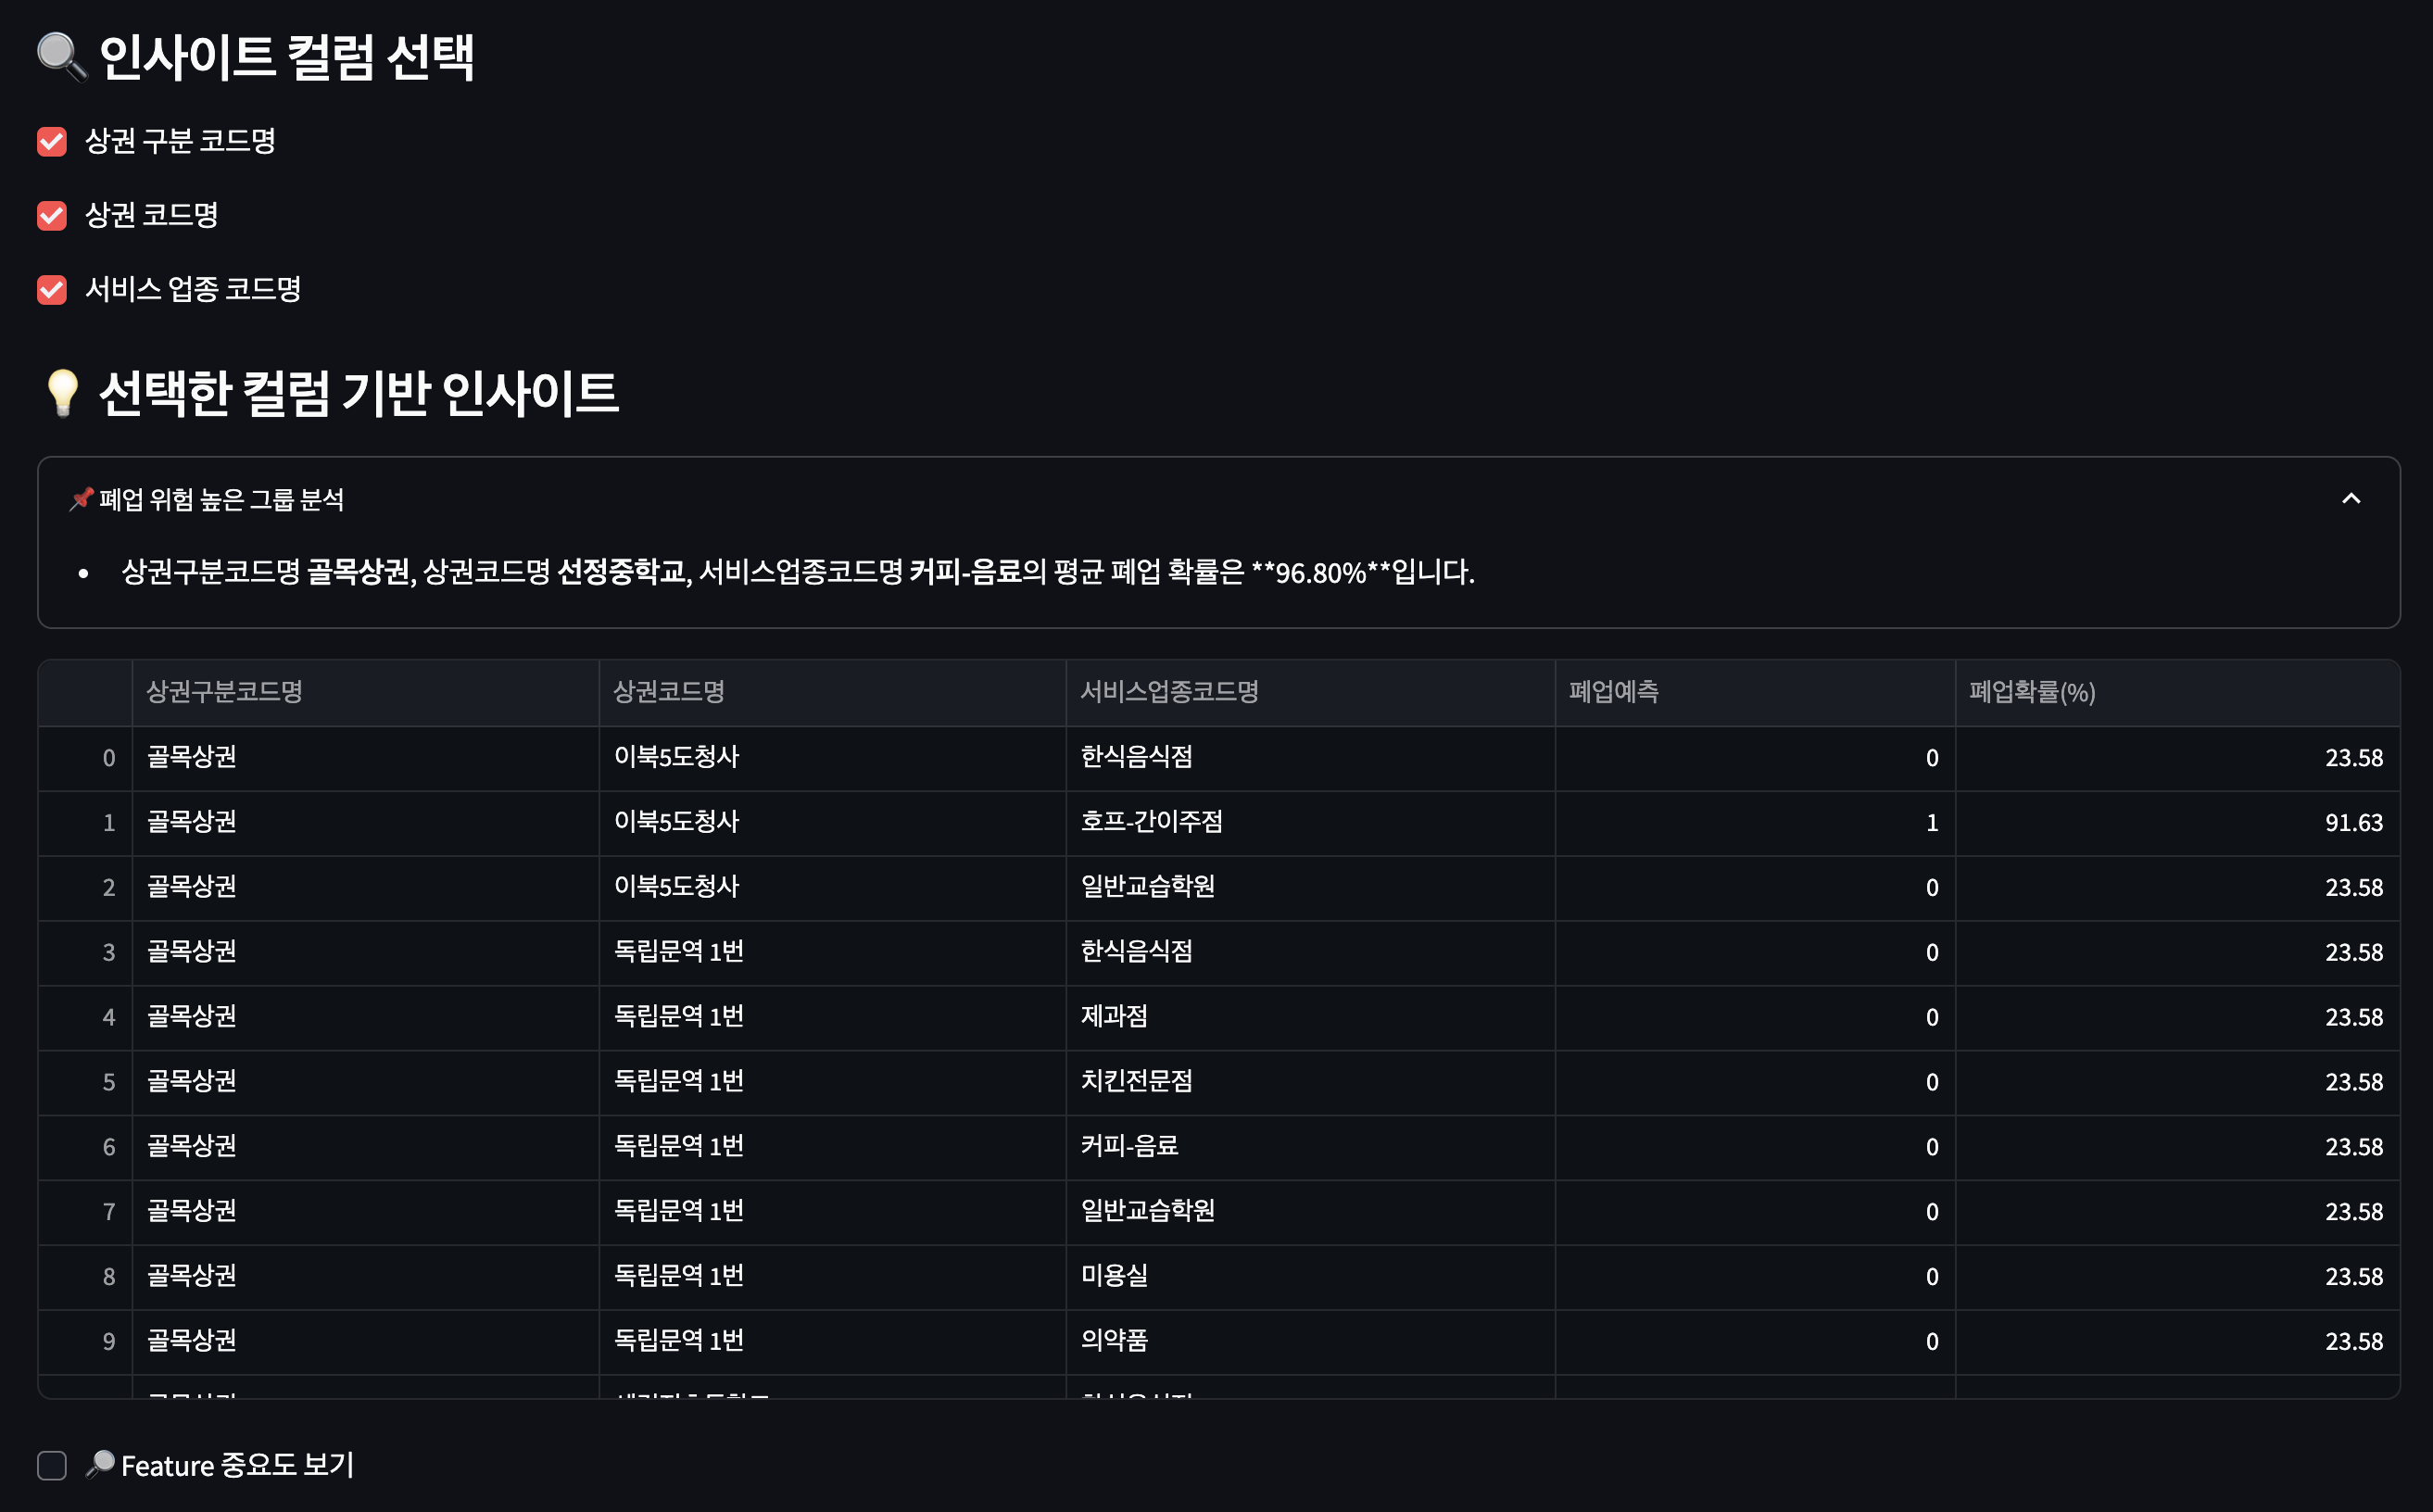 🔍 인사이트 컬럼 선택
상권 구분 코드명
상권 코드명
서비스 업종 코드명
💡 선택한 컬럼 기반 인사이트
📌 폐업 위험 높은 그룹 분석
• 상권구분코드명 골목상권, 상권코드명 선정중학교, 서비스업종코드명 커피-음료의 평균 폐업 확률은 **96.80%**입니다.
상권구분코드명 상권코드명 서비스업종코드명 폐업예측 폐업확률(%)
0 골목상권 이북5도청사 한식음식점 0 23.58
1 골목상권 이북5도청사 호프-간이주점 1 91.63
2 골목상권 이북5도청사 일반교습학원 0 23.58
3 골목상권 독립문역 1번 한식음식점 0 23.58
4 골목상권 독립문역 1번 제과점 0 23.58
5 골목상권 독립문역 1번 치킨전문점 0 23.58
6 골목상권 독립문역 1번 커피-음료 0 23.58
7 골목상권 독립문역 1번 일반교습학원 0 23.58
8 골목상권 독립문역 1번 미용실 0 23.58
9 골목상권 독립문역 1번 의약품 0 23.58
🔎 Feature 중요도 보기